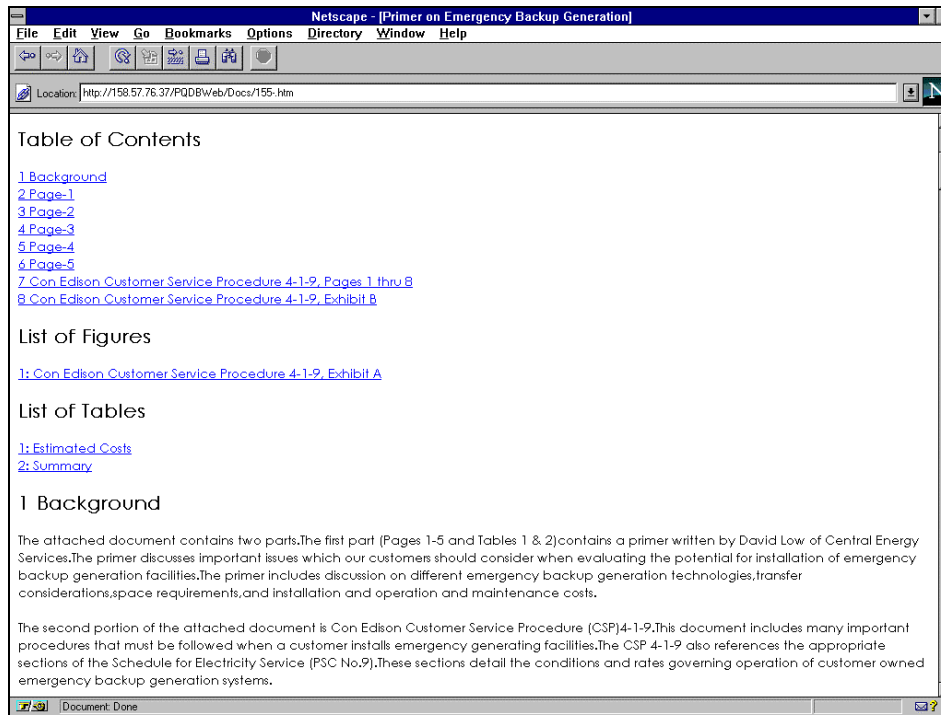 Netscape - [Primer on Emergency Backup Generation]
File Edit View Go Bookmarks Options Directory Window Help
Location: http://158.57.76.37/PQDBWeb/Docs/155-.htm
N
Table of Contents
1 Background
2 Page-1
3 Page-2
4 Page-3
5 Page-4
6 Page-5
7 Con Edison Customer Service Procedure 4-1-9, Pages 1 thru 8
8 Con Edison Customer Service Procedure 4-1-9, Exhibit B
List of Figures
1: Con Edison Customer Service Procedure 4-1-9, Exhibit A
List of Tables
1: Estimated Costs
2: Summary
1 Background
The attached document contains two parts.The first part (Pages 1-5 and Tables 1 & 2)contains a primer written by David Low of Central Energy
Services.The primer discusses important issues which our customers should consider when evaluating the potential for installation of emergency
backup generation facilities.The primer includes discussion on different emergency backup generation technologies,transfer
considerations,space requirements,and installation and operation and maintenance costs.
The second portion of the attached document is Con Edison Customer Service Procedure (CSP)4-1-9.This document includes many important
procedures that must be followed when a customer installs emergency generating facilities.The CSP 4-1-9 also references the appropriate
sections of the Schedule for Electricity Service (PSC No.9).These sections detail the conditions and rates governing operation of customer owned
emergency backup generation systems.
Document: Done